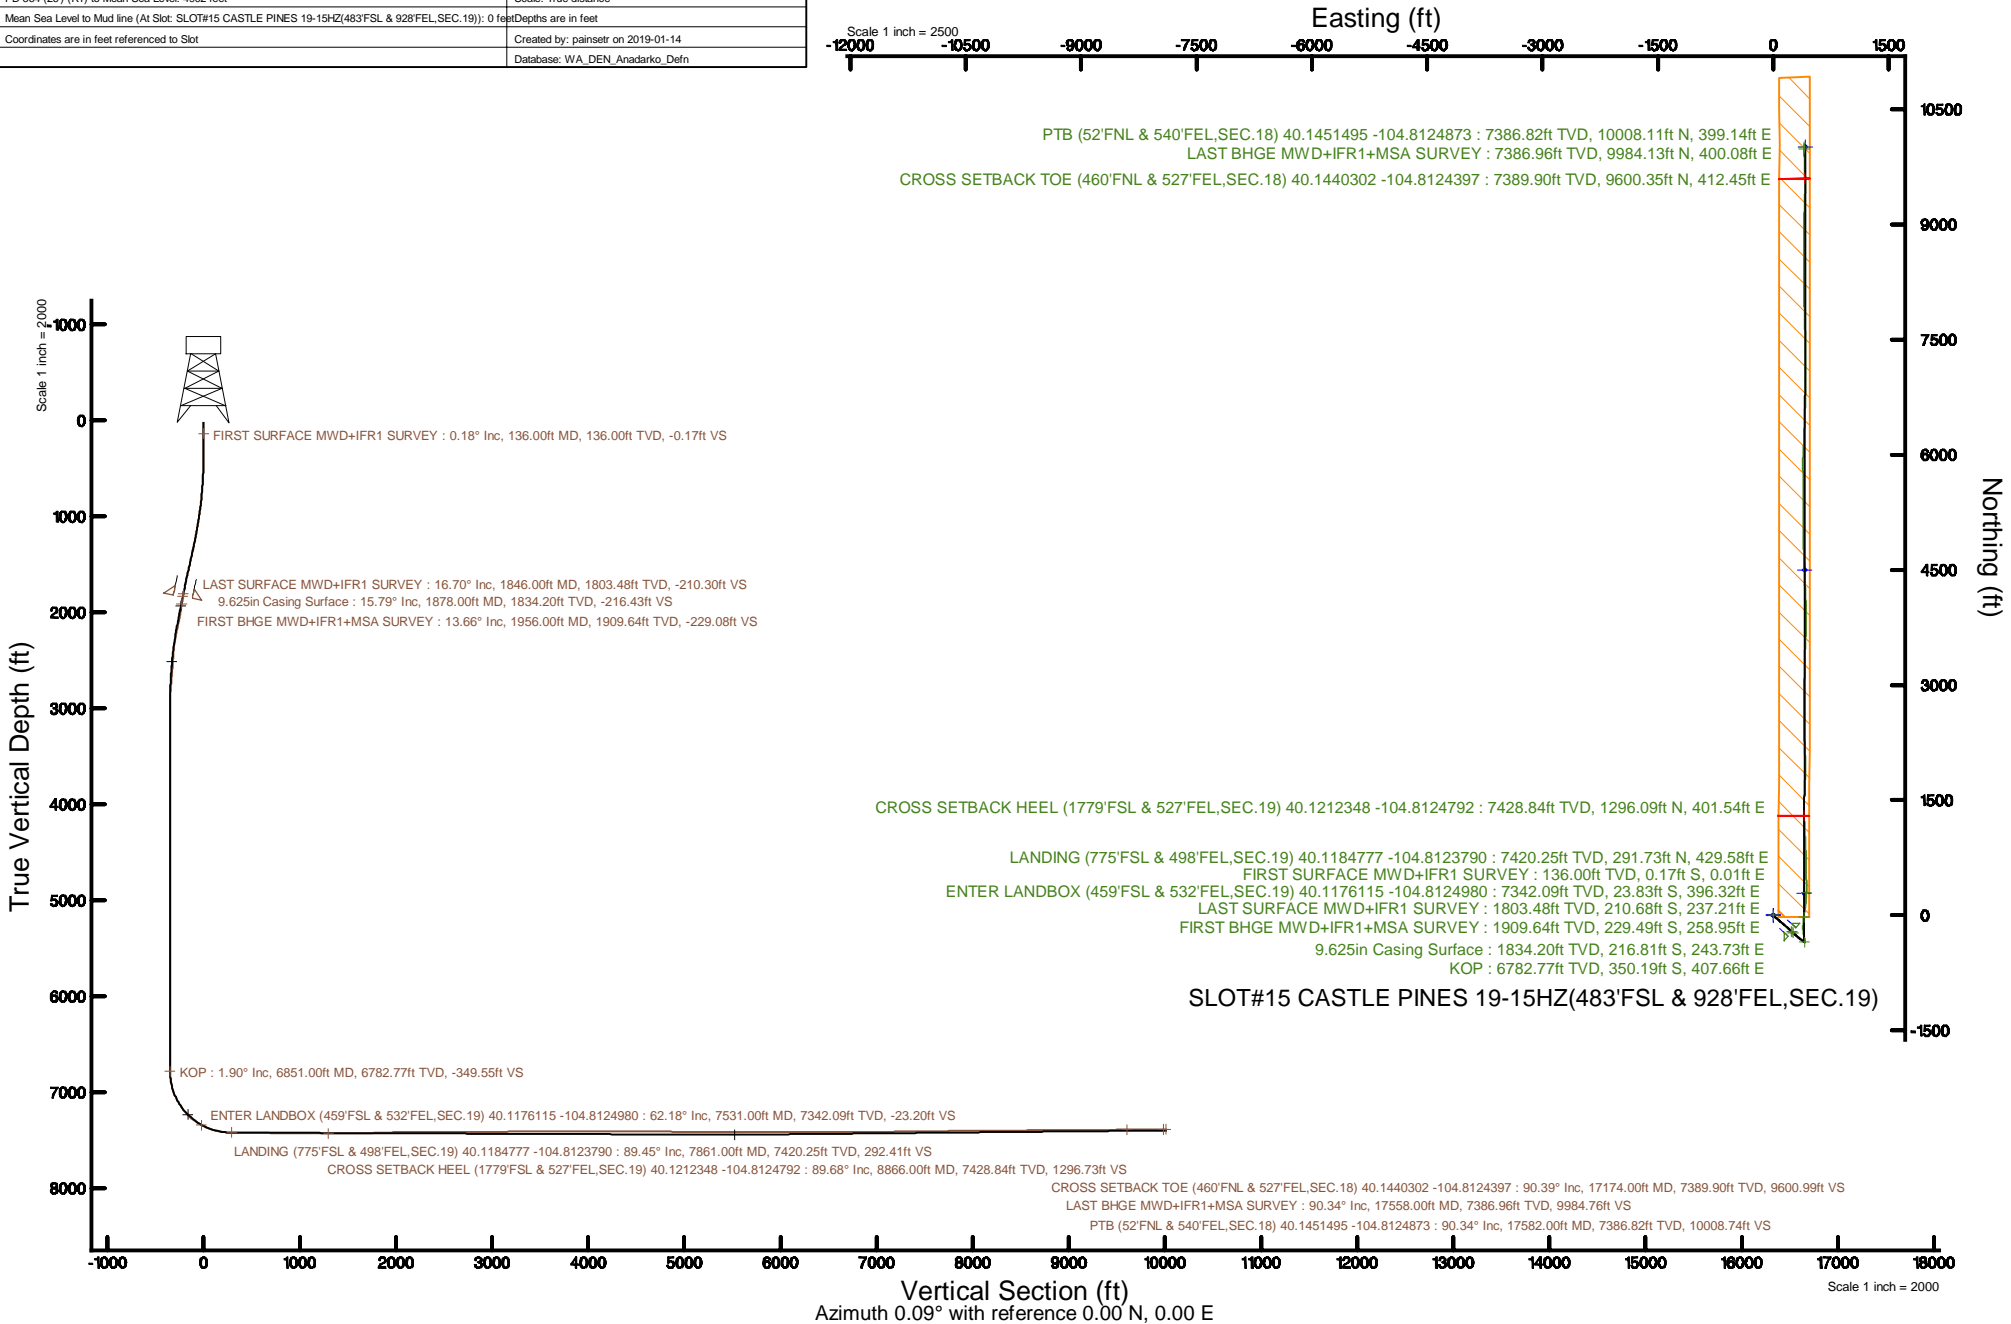 Mean Sea Level to Mud line (At Slot: SLOT#15 CASTLE PINES 19-15HZ(483'FSL & 928'FEL,SEC.19)): 0 feet
Depths are in feet
Coordinates are in feet referenced to Slot
Created by: painsetr on 2019-01-14
Database: WA_DEN_Anadarko_Defn
Easting (ft)
Scale 1 inch = 2500
-12000 -10500 -9000 -7500 -6000 -4500 -3000 -1500 0 1500
10500
9000
7500
6000
4500
3000
1500
0
-1500
Northing (ft)
PTB (52'FNL & 540'FEL,SEC.18) 40.1451495 -104.8124873 : 7386.82ft TVD, 10008.11ft N, 399.14ft E
LAST BHGE MWD+IFR1+MSA SURVEY : 7386.96ft TVD, 9984.13ft N, 400.08ft E
CROSS SETBACK TOE (460'FNL & 527'FEL,SEC.18) 40.1440302 -104.8124397 : 7389.90ft TVD, 9600.35ft N, 412.45ft E
CROSS SETBACK HEEL (1779'FSL & 527'FEL,SEC.19) 40.1212348 -104.8124792 : 7428.84ft TVD, 1296.09ft N, 401.54ft E
LANDING (775'FSL & 498'FEL,SEC.19) 40.1184777 -104.8123790 : 7420.25ft TVD, 291.73ft N, 429.58ft E
FIRST SURFACE MWD+IFR1 SURVEY : 136.00ft TVD, 0.17ft S, 0.01ft E
ENTER LANDBOX (459'FSL & 532'FEL,SEC.19) 40.1176115 -104.8124980 : 7342.09ft TVD, 23.83ft S, 396.32ft E
LAST SURFACE MWD+IFR1 SURVEY : 1803.48ft TVD, 210.68ft S, 237.21ft E
FIRST BHGE MWD+IFR1+MSA SURVEY : 1909.64ft TVD, 229.49ft S, 258.95ft E
9.625in Casing Surface : 1834.20ft TVD, 216.81ft S, 243.73ft E
KOP : 6782.77ft TVD, 350.19ft S, 407.66ft E
SLOT#15 CASTLE PINES 19-15HZ(483'FSL & 928'FEL,SEC.19)
Scale 1 inch = 2000
True Vertical Depth (ft)
-1000
0
1000
2000
3000
4000
5000
6000
7000
8000
FIRST SURFACE MWD+IFR1 SURVEY : 0.18° Inc, 136.00ft MD, 136.00ft TVD, -0.17ft VS
LAST SURFACE MWD+IFR1 SURVEY : 16.70° Inc, 1846.00ft MD, 1803.48ft TVD, -210.30ft VS
9.625in Casing Surface : 15.79° Inc, 1878.00ft MD, 1834.20ft TVD, -216.43ft VS
FIRST BHGE MWD+IFR1+MSA SURVEY : 13.66° Inc, 1956.00ft MD, 1909.64ft TVD, -229.08ft VS
KOP : 1.90° Inc, 6851.00ft MD, 6782.77ft TVD, -349.55ft VS
ENTER LANDBOX (459'FSL & 532'FEL,SEC.19) 40.1176115 -104.8124980 : 62.18° Inc, 7531.00ft MD, 7342.09ft TVD, -23.20ft VS
LANDING (775'FSL & 498'FEL,SEC.19) 40.1184777 -104.8123790 : 89.45° Inc, 7861.00ft MD, 7420.25ft TVD, 292.41ft VS
CROSS SETBACK HEEL (1779'FSL & 527'FEL,SEC.19) 40.1212348 -104.8124792 : 89.68° Inc, 8866.00ft MD, 7428.84ft TVD, 1296.73ft VS
CROSS SETBACK TOE (460'FNL & 527'FEL,SEC.18) 40.1440302 -104.8124397 : 90.39° Inc, 17174.00ft MD, 7389.90ft TVD, 9600.99ft VS
LAST BHGE MWD+IFR1+MSA SURVEY : 90.34° Inc, 17558.00ft MD, 7386.96ft TVD, 9984.76ft VS
PTB (52'FNL & 540'FEL,SEC.18) 40.1451495 -104.8124873 : 90.34° Inc, 17582.00ft MD, 7386.82ft TVD, 10008.74ft VS
-1000 0 1000 2000 3000 4000 5000 6000 7000 8000 9000 10000 11000 12000 13000 14000 15000 16000 17000 18000
Vertical Section (ft)
Scale 1 inch = 2000
Azimuth 0.09° with reference 0.00 N, 0.00 E